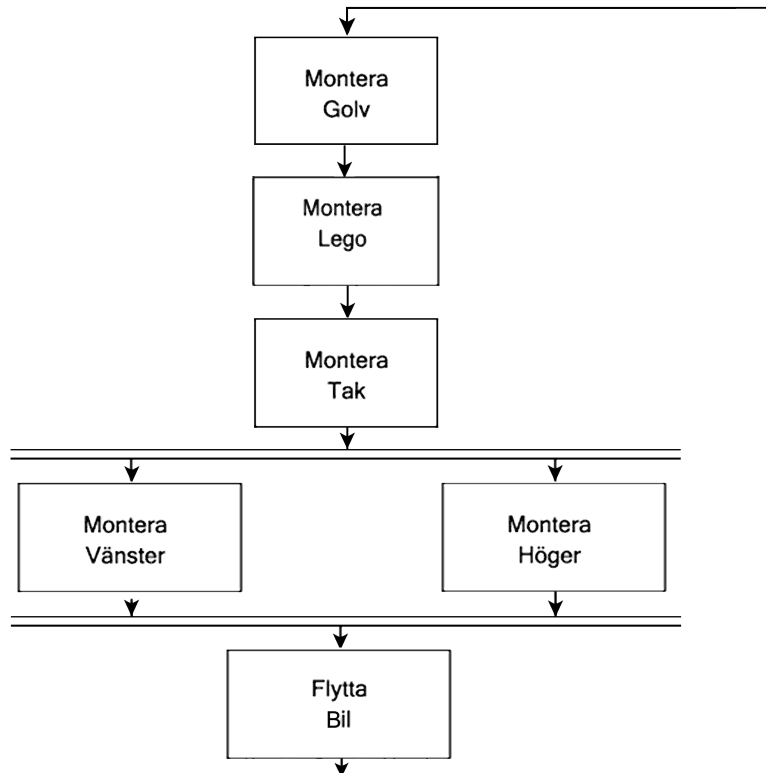 Montera
Golv
Montera
Lego
Montera
Tak
Montera
Vänster
Montera
Höger
Flytta
Bil